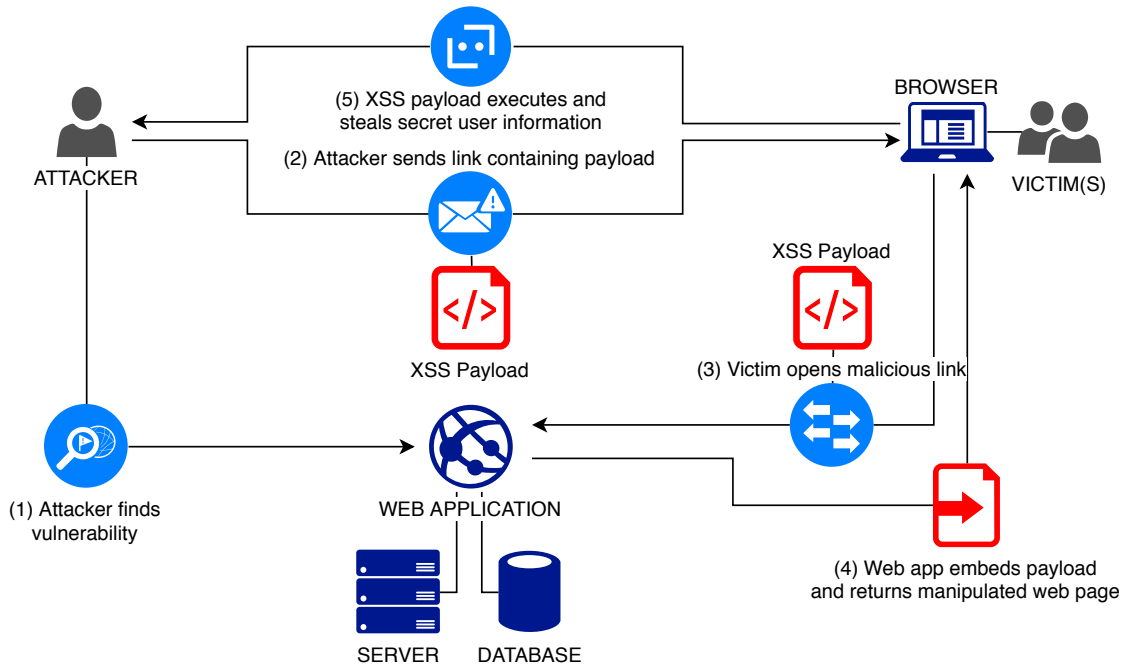 BROWSER
(5) XSS payload executes and
steals secret user information
(2) Attacker sends link containing payload
ATTACKER
VICTIM(S)
XSS Payload
</>
</>
XSS Payload
(3) Victim opens malicious link
(1) Attacker finds
vulnerability
WEB APPLICATION
(4) Web app embeds payload
and returns manipulated web page
SERVER
DATABASE